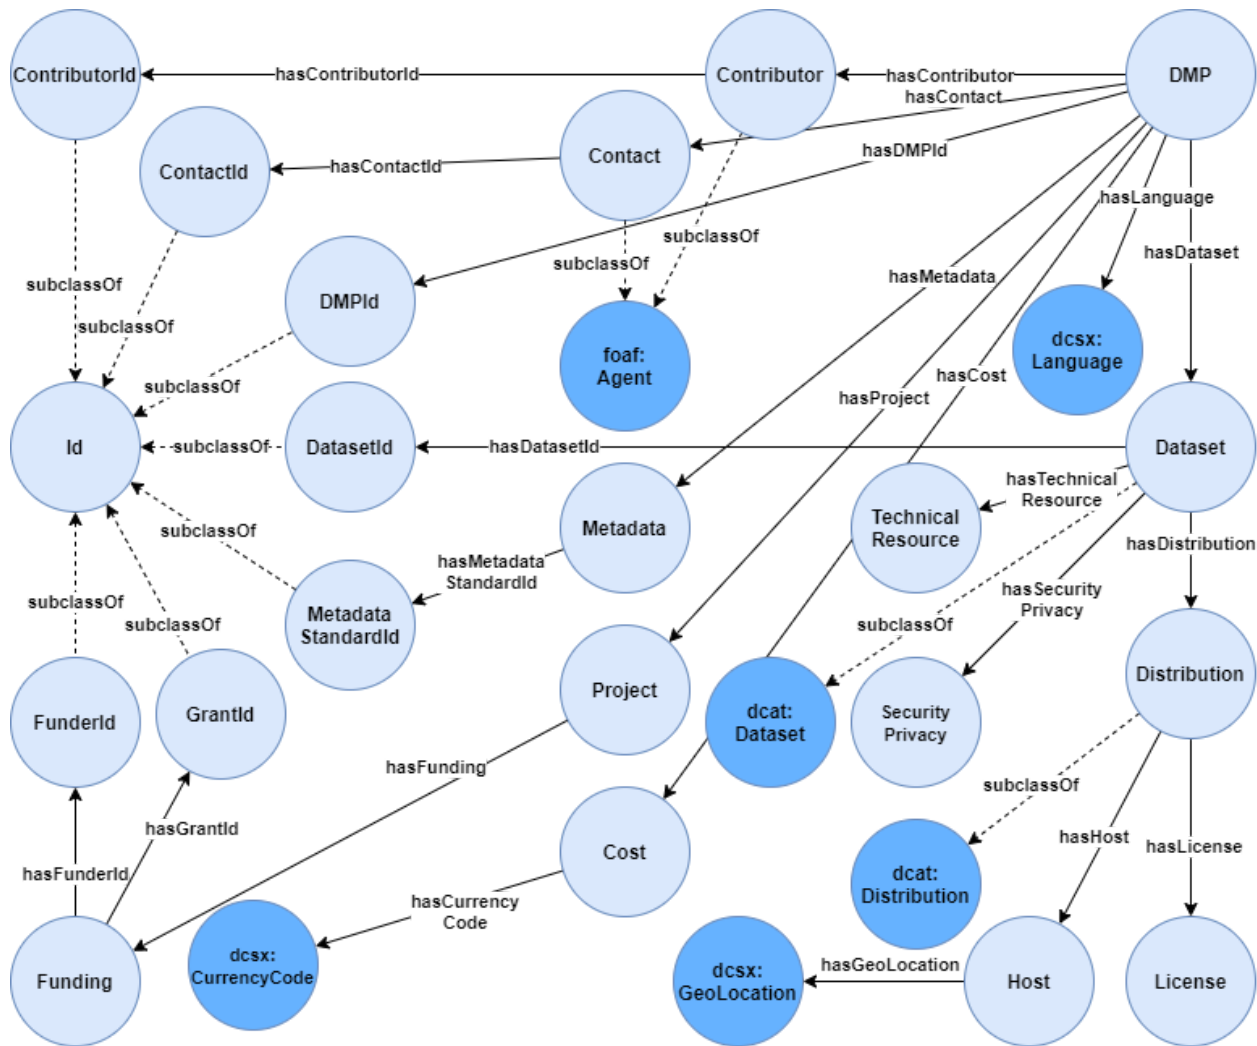 ContributorId
hasContributorId
Contributor
hasContributor
DMP
hasContact
ContactId
hasContactId
Contact
hasDMPId
hasLanguage
subclassOf
subclassOf
hasDataset
subclassOf
hasMetadata
subclassOf
DMPId
subclassOf
foaf:
Agent
dcsx:
Language
hasCost
hasProject
subclassOf
Id
subclassOf
DatasetId
hasDatasetId
Dataset
hasTechnical
Resource
Technical
Resource
Metadata
subclassOf
hasMetadata
StandardId
hasDistribution
hasSecurity
Privacy
subclassOf
Metadata
StandardId
subclassOf
subclassOf
Distribution
Project
FunderId
GrantId
dcat:
Dataset
Security
Privacy
hasFunding
subclassOf
hasGrantId
hasHost
hasLicense
Cost
hasFunderId
dcat:
Distribution
hasCurrency
Code
dcsx:
CurrencyCode
Funding
dcsx:
GeoLocation
hasGeoLocation
Host
License